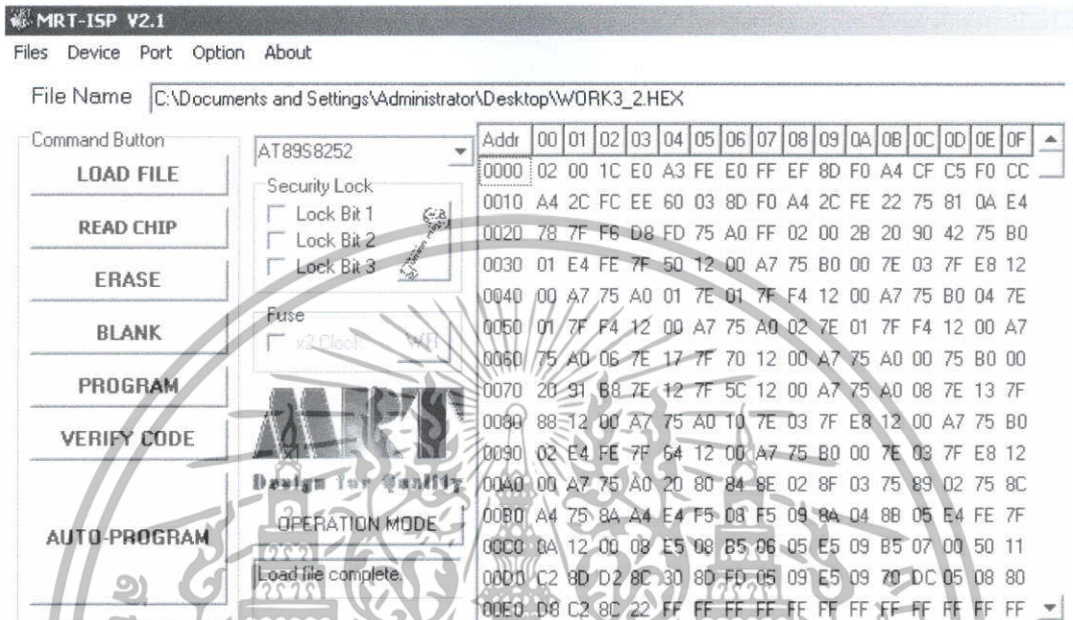 MRT-ISP V2.1
Files Device Port Option About
File Name C:\Documents and Settings\Administrator\Desktop\WORK3_2.HEX
Command Button
LOAD FILE
READ CHIP
ERASE
BLANK
PROGRAM
VERIFY CODE
AUTO-PROGRAM
AT89S8252
Security Lock
Lock Bit 1
Lock Bit 2
Lock Bit 3
Fuse
x2 Clock
Design for Quality
OPERATION MODE
Load file complete.
Addr 00 01 02 03 04 05 06 07 08 09 0A 0B 0C 0D 0E 0F
0000 02 00 1C E0 A3 FE E0 FF EF 8D F0 A4 CF C5 F0 CC
0010 A4 2C FC EE 60 03 8D F0 A4 2C FE 22 75 81 0A E4
0020 78 7F F6 D8 FD 75 A0 FF 02 00 2B 20 90 42 75 B0
0030 01 E4 FE 7F 50 12 00 A7 75 B0 00 7E 03 7F E8 12
0040 00 A7 75 A0 01 7E 01 7F F4 12 00 A7 75 B0 04 7E
0050 01 7F F4 12 00 A7 75 A0 02 7E 01 7F F4 12 00 A7
0060 75 A0 06 7E 17 7F 70 12 00 A7 75 A0 00 75 B0 00
0070 20 91 B8 7E 12 7F 5C 12 00 A7 75 A0 08 7E 13 7F
0080 88 12 00 A7 75 A0 10 7E 03 7F E8 12 00 A7 75 B0
0090 02 E4 FE 7F 64 12 00 A7 75 B0 00 7E 03 7F E8 12
00A0 00 A7 75 A0 20 80 84 8E 02 8F 03 75 89 02 75 8C
00B0 A4 75 8A A4 E4 F5 08 F5 09 8A 04 8B 05 E4 FE 7F
00C0 0A 12 00 08 E5 08 B5 06 05 E5 09 B5 07 00 50 11
00D0 C2 8D D2 8C 30 8D FD 05 09 E5 09 70 DC 05 08 80
00E0 D8 C2 8C 22 FF FF FF FF FF FF FF FF FF FF FF FF